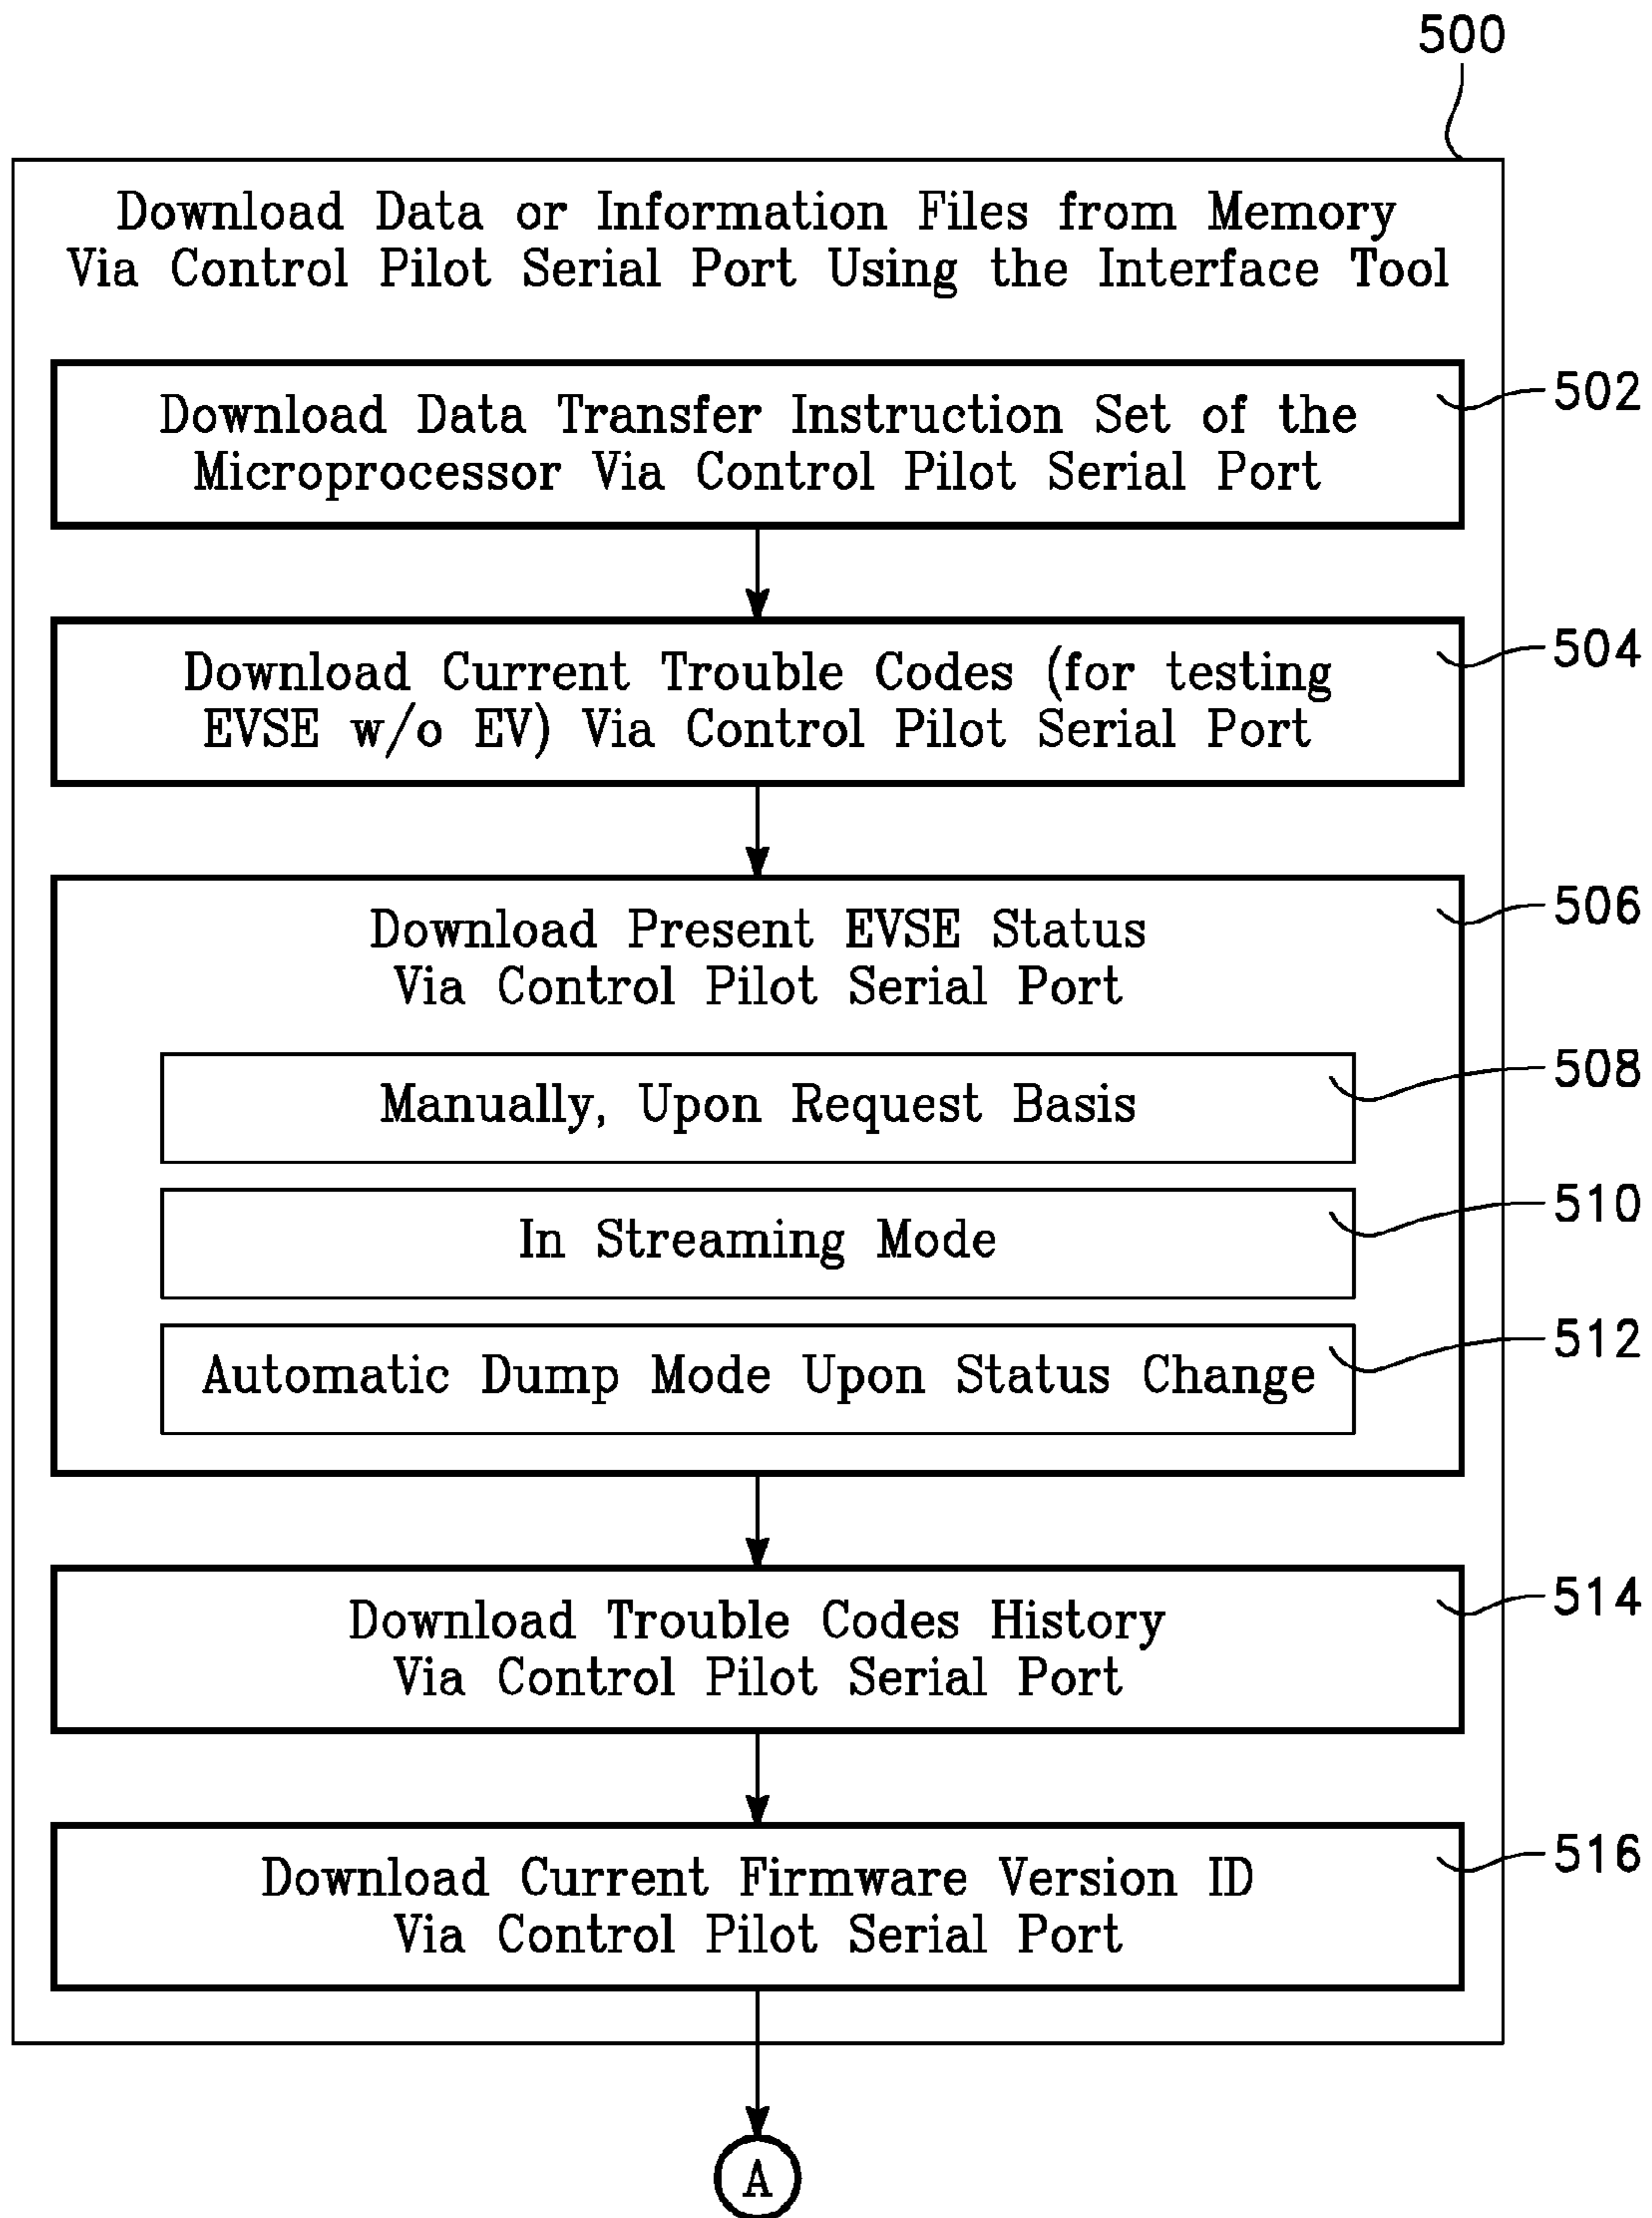 500
Download Data or Information Files from Memory
Via Control Pilot Serial Port Using the Interface Tool
502
Download Data Transfer Instruction Set of the
Microprocessor Via Control Pilot Serial Port
504
Download Current Trouble Codes (for testing
EVSE w/o EV) Via Control Pilot Serial Port
506
Download Present EVSE Status
Via Control Pilot Serial Port
508
Manually, Upon Request Basis
510
In Streaming Mode
512
Automatic Dump Mode Upon Status Change
514
Download Trouble Codes History
Via Control Pilot Serial Port
516
Download Current Firmware Version ID
Via Control Pilot Serial Port
A